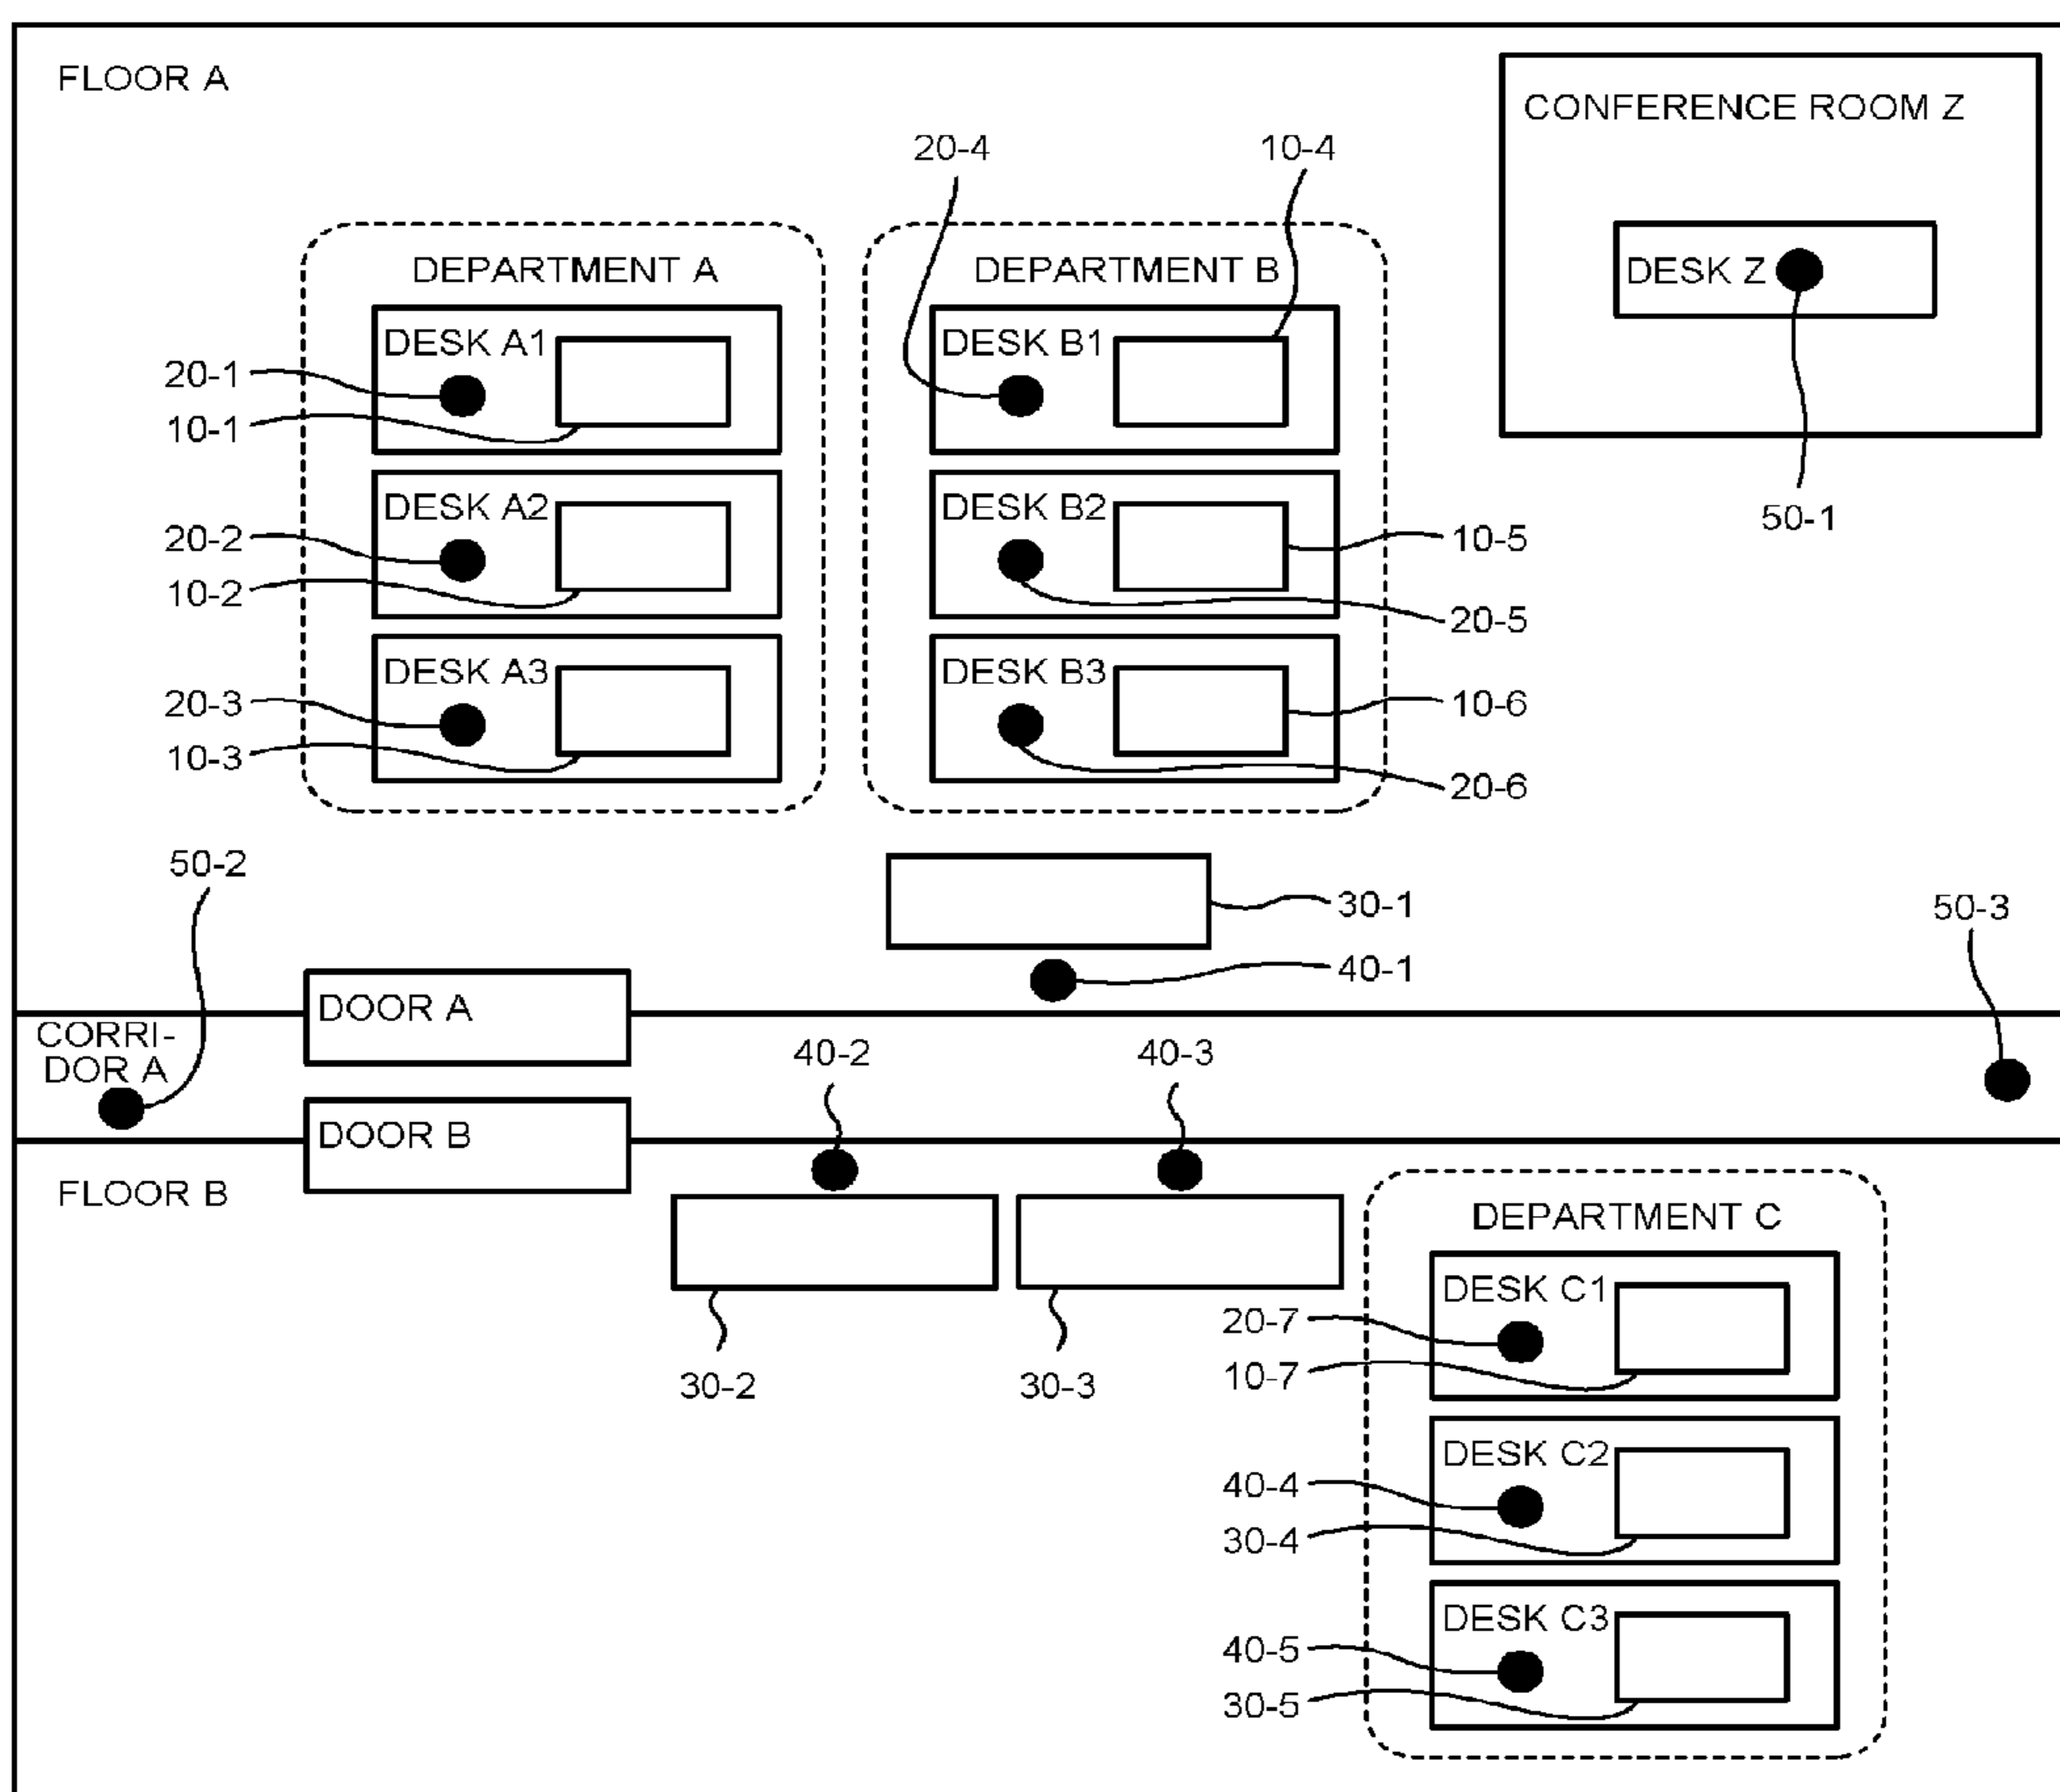 FLOOR A
CONFERENCE ROOM Z
20-4
10-4
DEPARTMENT A
DEPARTMENT B
DESK Z
DESK A1
DESK B1
20-1
10-1
50-1
DESK A2
DESK B2
20-2
10-5
10-2
20-5
DESK A3
DESK B3
20-3
10-6
10-3
20-6
50-2
30-1
50-3
40-1
DOOR A
CORRI-
DOR A
40-2
40-3
DOOR B
FLOOR B
DEPARTMENT C
DESK C1
20-7
10-7
30-2
30-3
DESK C2
40-4
30-4
DESK C3
40-5
30-5